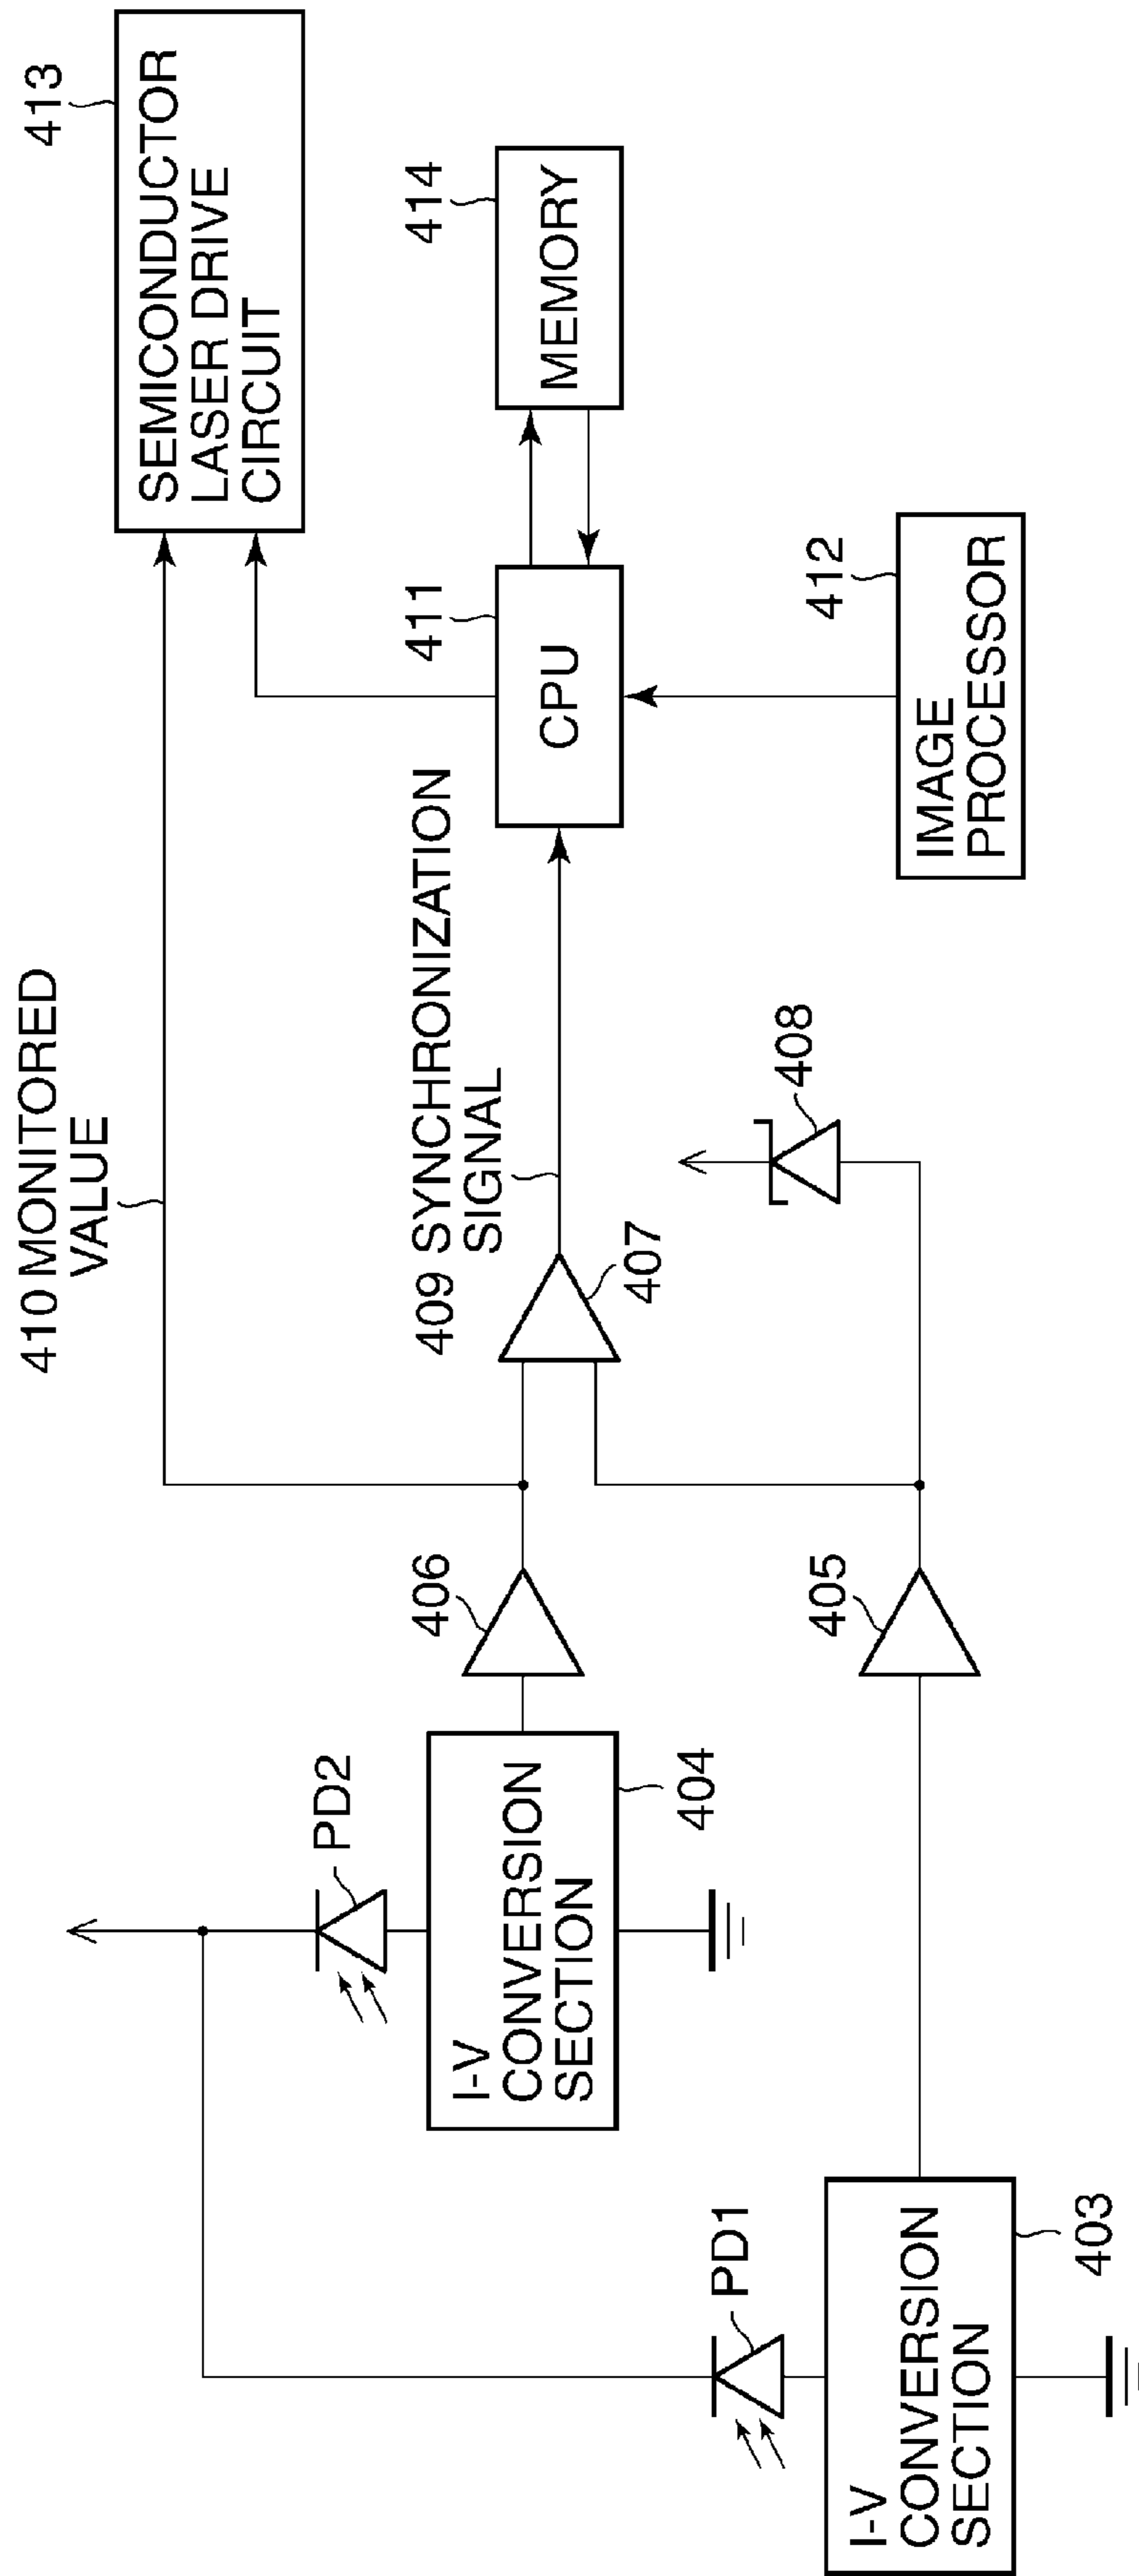 410 MONITORED
VALUE
413
SEMICONDUCTOR
LASER DRIVE
CIRCUIT
PD2
I-V
CONVERSION
SECTION
404
406
409 SYNCHRONIZATION
SIGNAL
407
411
CPU
414
MEMORY
408
PD1
I-V
CONVERSION
SECTION
403
405
412
IMAGE
PROCESSOR